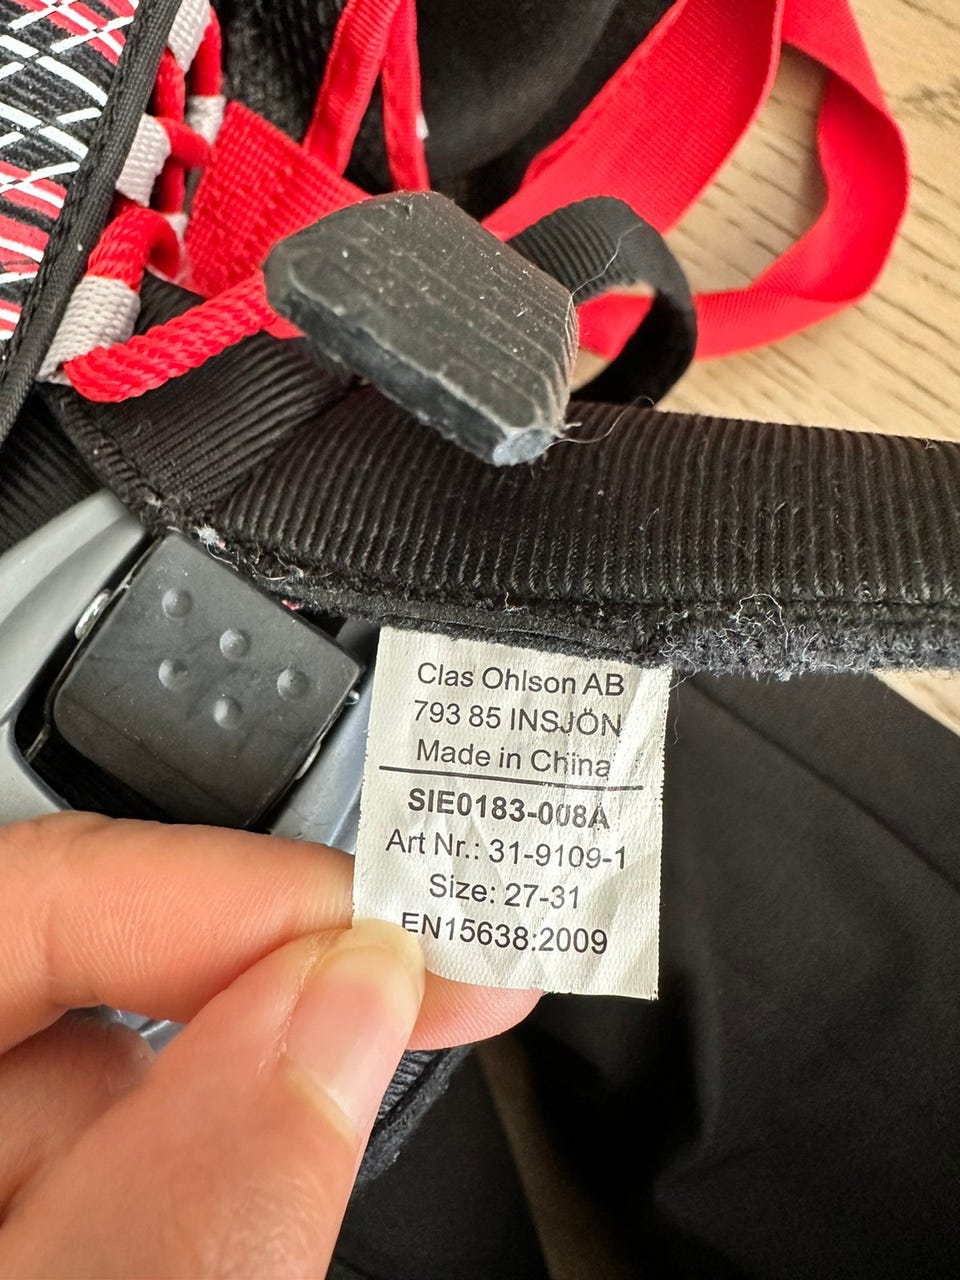 Clas Ohlson AB
793 85 INSJÖN
Made in China
SIE0183-008A
Art Nr.: 31-9109-1
Size: 27-31
EN15638:2009